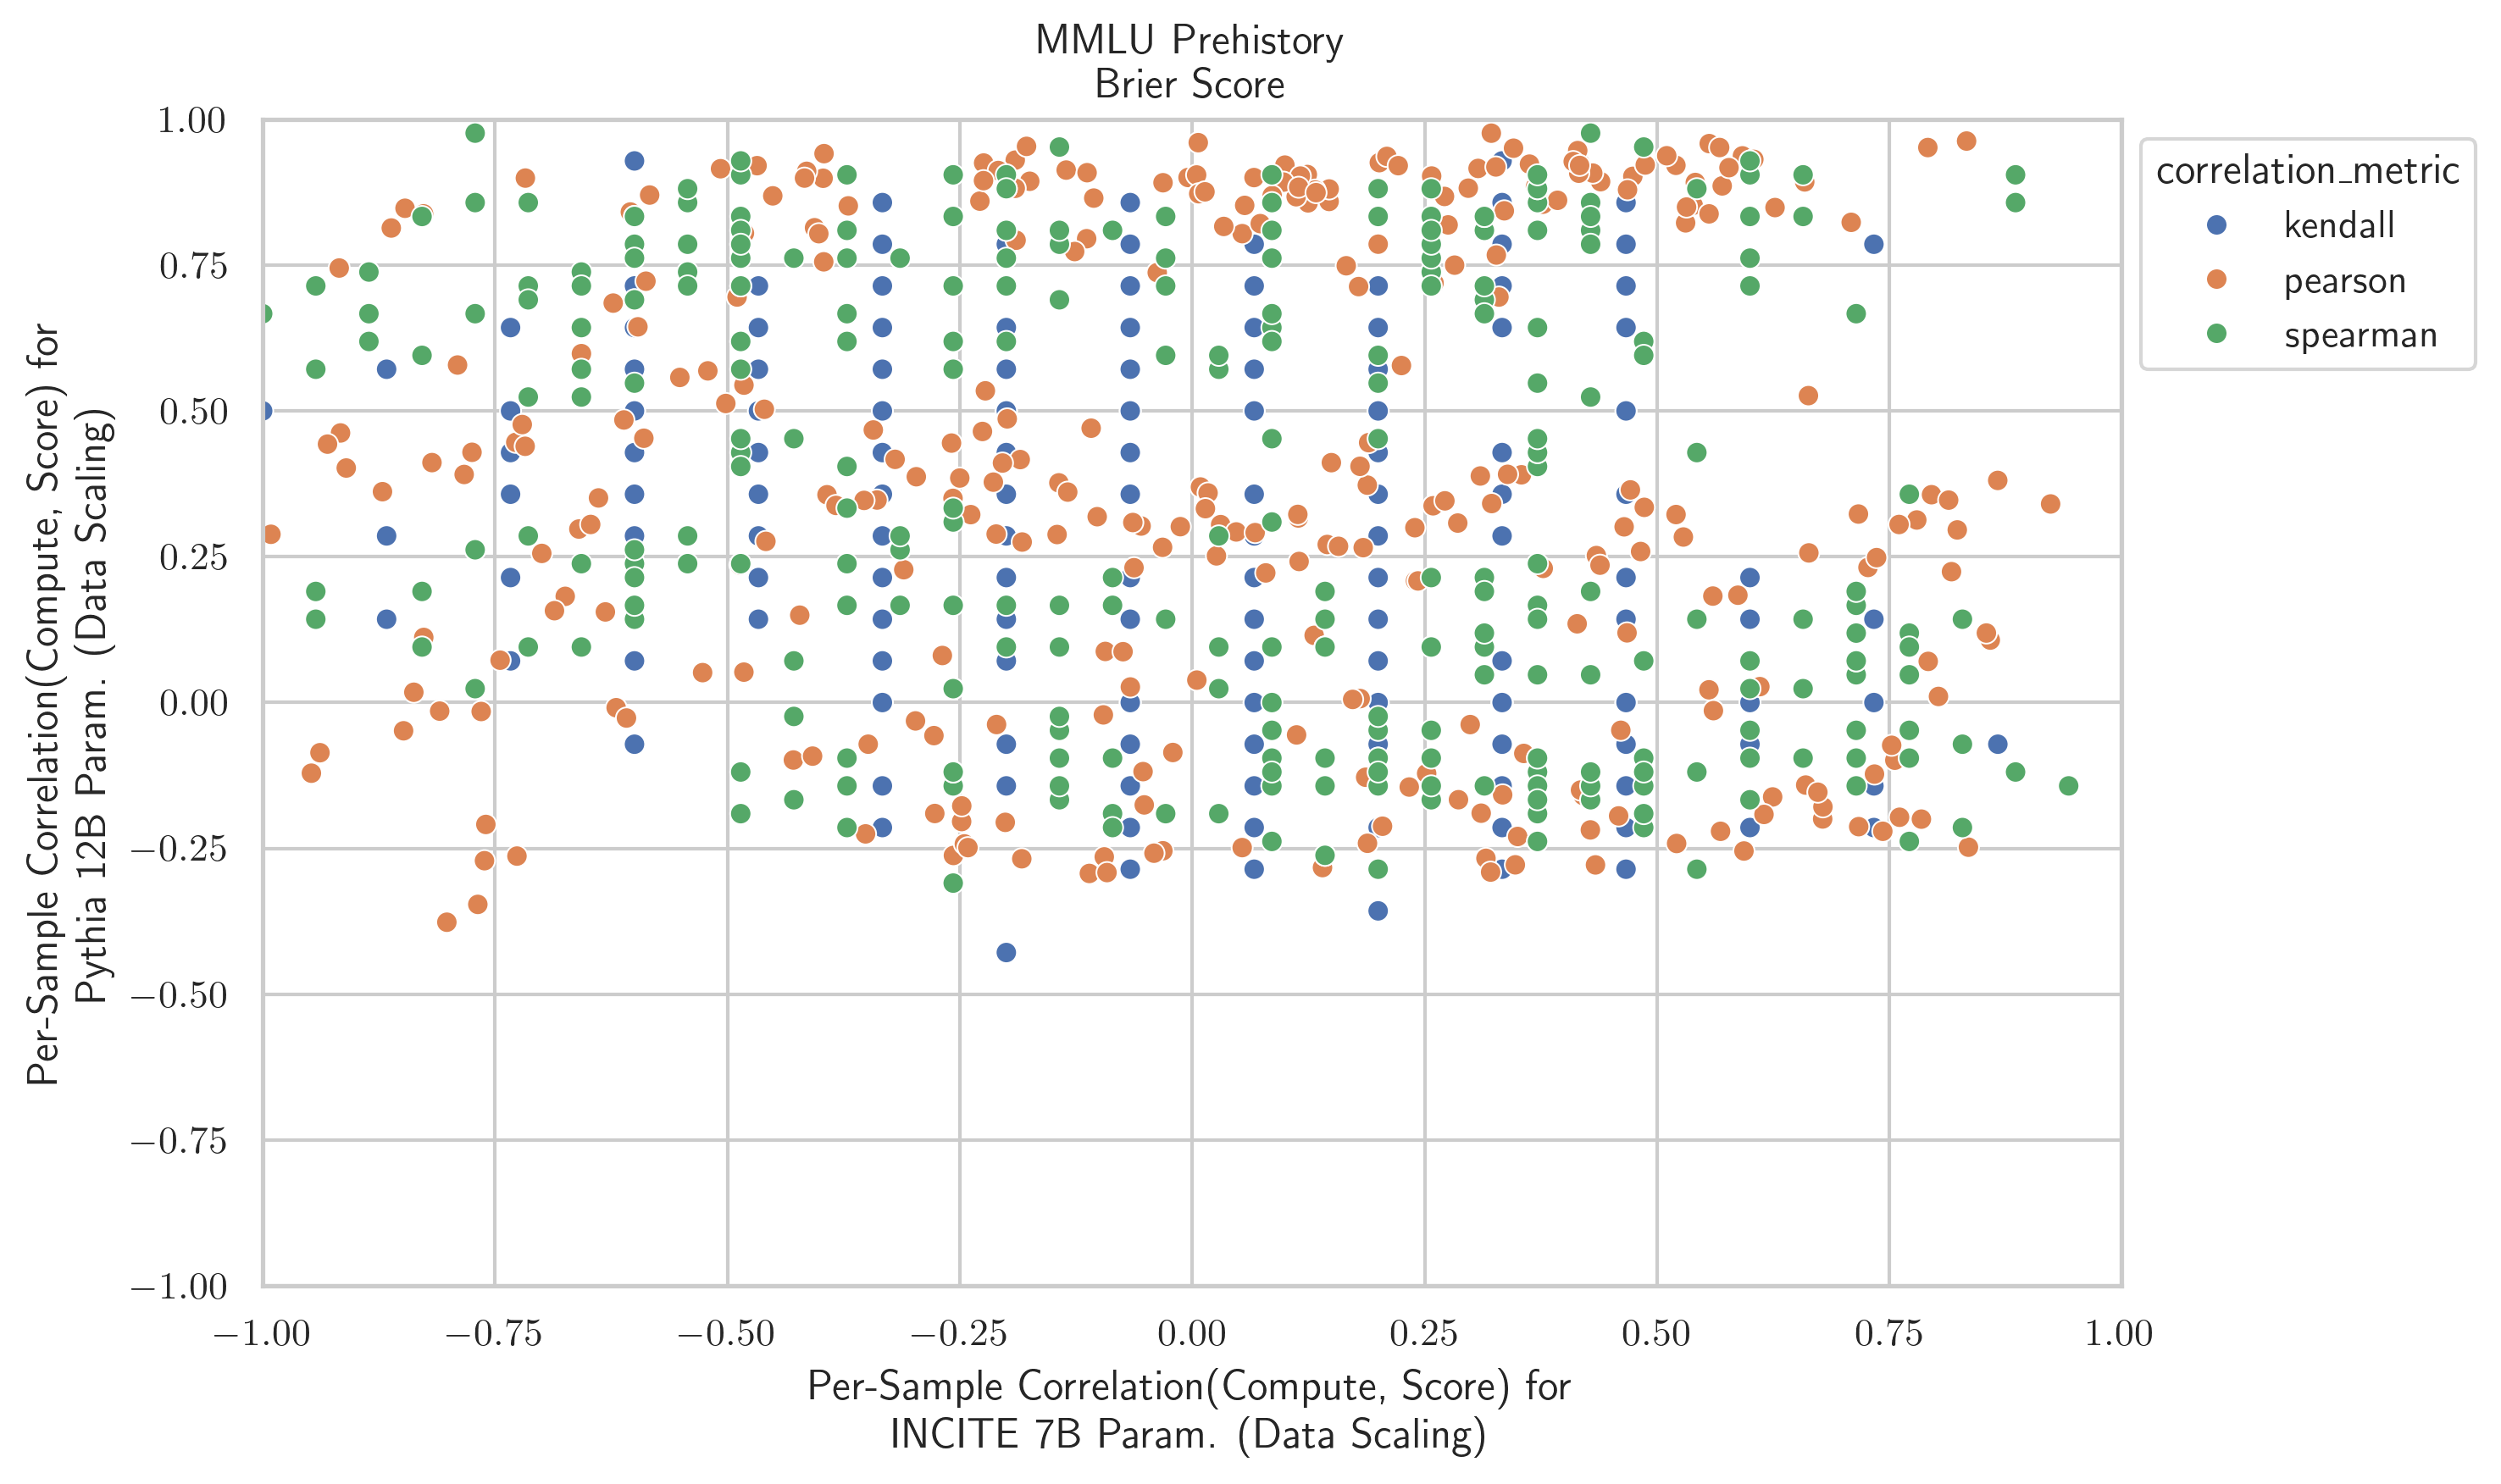 MMLU Prehistory
Brier Score
Per-Sample Correlation(Compute, Score) for
Pythia 12B Param. (Data Scaling)
1.00
0.75
0.50
0.25
0.00
−0.25
−0.50
−0.75
−1.00
−1.00 −0.75 −0.50 −0.25 0.00 0.25 0.50 0.75 1.00
Per-Sample Correlation(Compute, Score) for
INCITE 7B Param. (Data Scaling)
correlation_metric
kendall
pearson
spearman